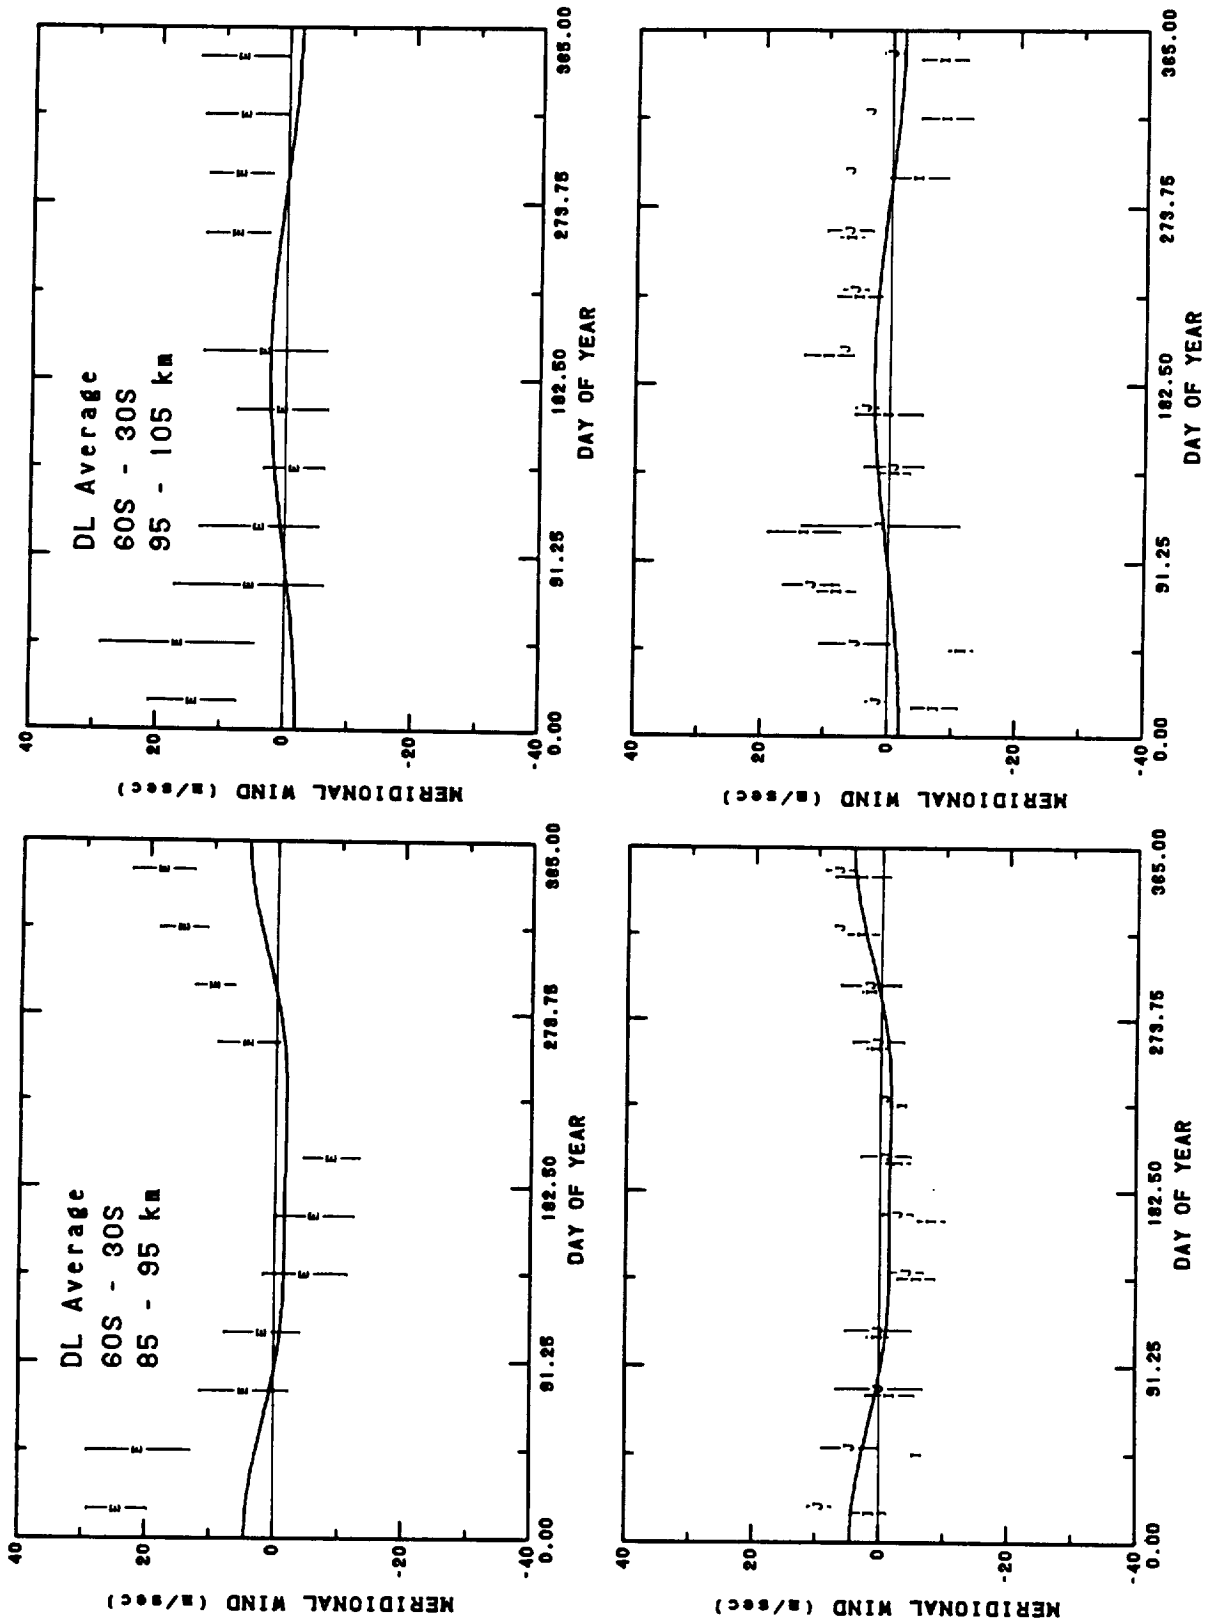 DL Average
60S - 30S
85 - 95 km
MERIDIONAL WIND (m/sec)
40
20
0
-20
-40
0.00
91.25
182.50
273.75
365.00
DAY OF YEAR
DL Average
60S - 30S
95 - 105 km
MERIDIONAL WIND (m/sec)
40
20
0
-20
-40
0.00
91.25
182.50
273.75
365.00
DAY OF YEAR
MERIDIONAL WIND (m/sec)
40
20
0
-20
-40
0.00
91.25
182.50
273.75
365.00
DAY OF YEAR
MERIDIONAL WIND (m/sec)
40
20
0
-20
-40
0.00
91.25
182.50
273.75
365.00
DAY OF YEAR